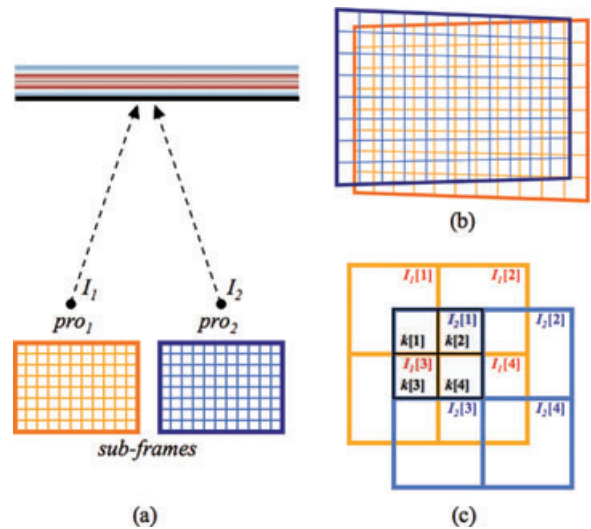 I1 I2
pro1 pro2
sub-frames
(a)
(b)
I1[1] I1[2]
I2[1] I2[2]
k[1] k[2]
I1[3] I1[4]
k[3] k[4]
I2[3] I2[4]
(c)